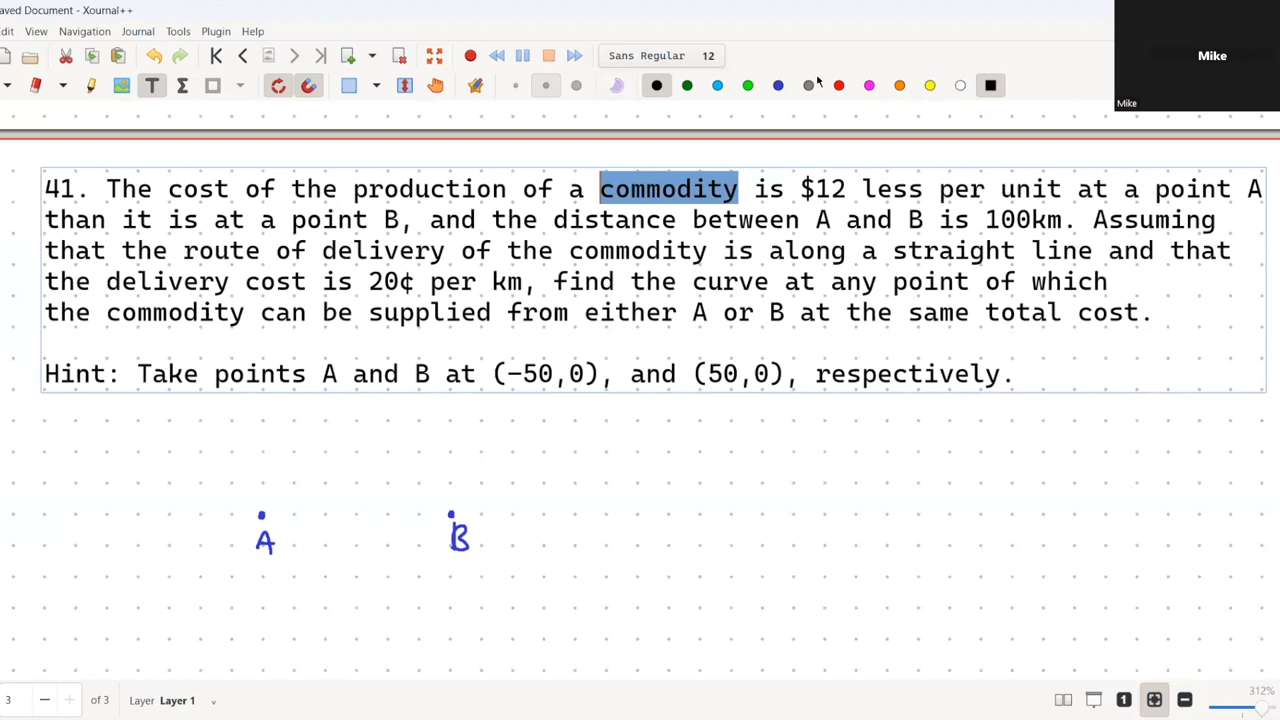 aved Document - Xournal++
dit View Navigation Journal Tools Plugin Help
Sans Regular 12
Mike
Mike
41. The cost of the production of a commodity is $12 less per unit at a point A
than it is at a point B, and the distance between A and B is 100km. Assuming
that the route of delivery of the commodity is along a straight line and that
the delivery cost is 20¢ per km, find the curve at any point of which
the commodity can be supplied from either A or B at the same total cost.
Hint: Take points A and B at (−50,0), and (50,0), respectively.
A B
3 of 3 Layer Layer 1
1
312%